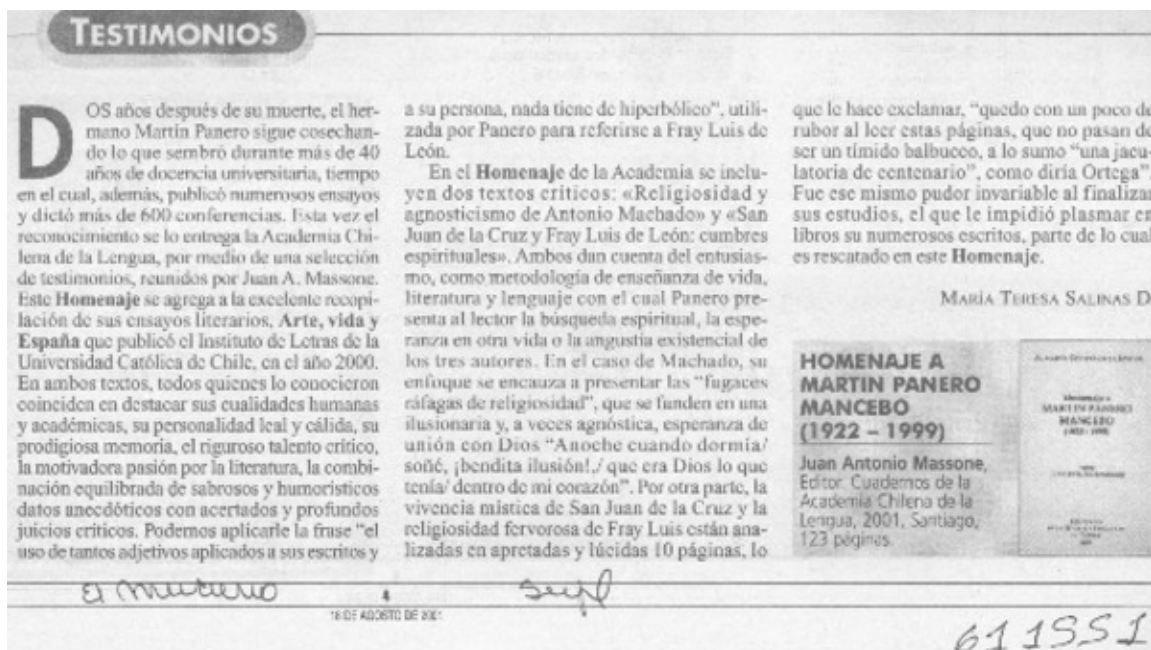 TESTIMONIOS
DOS años después de su muerte, el her-
mano Martín Panero sigue cosechan-
do lo que sembró durante más de 40
años de docencia universitaria, tiempo
en el cual, además, publicó numerosos ensayos
y dictó más de 600 conferencias. Esta vez el
reconocimiento se lo entrega la Academia Chi-
lena de la Lengua, por medio de una selección
de testimonios, reunidos por Juan A. Massone.
Este Homenaje se agrega a la excelente recopi-
lación de sus ensayos literarios, Arte, vida y
España que publicó el Instituto de Letras de la
Universidad Católica de Chile, en el año 2000.
En ambos textos, todos quienes lo conocieron
coinciden en destacar sus cualidades humanas
y académicas, su personalidad leal y cálida, su
prodigiosa memoria, el riguroso talento crítico,
la motivadora pasión por la literatura, la combi-
nación equilibrada de sabrosos y humorísticos
datos anecdóticos con acertados y profundos
juicios críticos. Podemos aplicarle la frase "el
uso de tantos adjetivos aplicados a sus escritos y
a su persona, nada tiene de hiperbólico", utili-
zada por Panero para referirse a Fray Luis de
León.
En el Homenaje de la Academia se inclu-
yen dos textos críticos: «Religiosidad y
agnosticismo de Antonio Machado» y «San
Juan de la Cruz y Fray Luis de León: cumbres
espirituales». Ambos dan cuenta del entusias-
mo, como metodología de enseñanza de vida,
literatura y lenguaje con el cual Panero pre-
senta al lector la búsqueda espiritual, la espe-
ranza en otra vida o la angustia existencial de
los tres autores. En el caso de Machado, su
enfoque se encauza a presentar las "fugaces
ráfagas de religiosidad", que se funden en una
ilusionaria y, a veces agnóstica, esperanza de
unión con Dios "Anoche cuando dormía/
soñé, ¡bendita ilusión!,/ que era Dios lo que
tenía/ dentro de mi corazón". Por otra parte, la
vivencia mística de San Juan de la Cruz y la
religiosidad fervorosa de Fray Luis están ana-
lizadas en apretadas y lúcidas 10 páginas, lo
que le hace exclamar, "quedo con un poco de
rubor al leer estas páginas, que no pasan de
ser un tímido balbuceo, a lo sumo "una jacu-
latoria de centenario", como diría Ortega".
Fue ese mismo pudor invariable al finalizar
sus estudios, el que le impidió plasmar en
libros su numerosos escritos, parte de lo cual
es rescatado en este Homenaje.
MARÍA TERESA SALINAS D.
HOMENAJE A
MARTIN PANERO
MANCEBO
(1922 – 1999)
Juan Antonio Massone,
Editor. Cuadernos de la
Academia Chilena de la
Lengua, 2001, Santiago,
123 páginas.
Homenaje a
MARTIN PANERO
MANCEBO
(1922 - 1999)
El Mercurio
4
18 DE AGOSTO DE 2001
611551